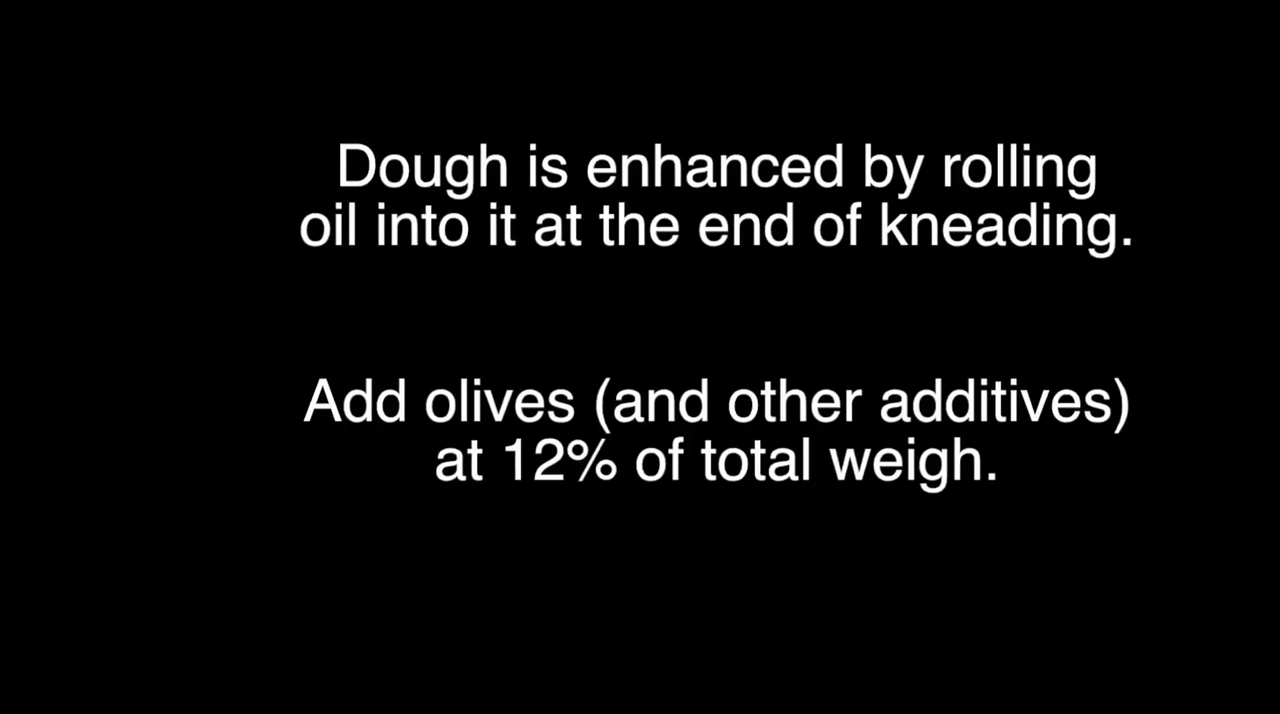 Dough is enhanced by rolling
oil into it at the end of kneading.
Add olives (and other additives)
at 12% of total weigh.